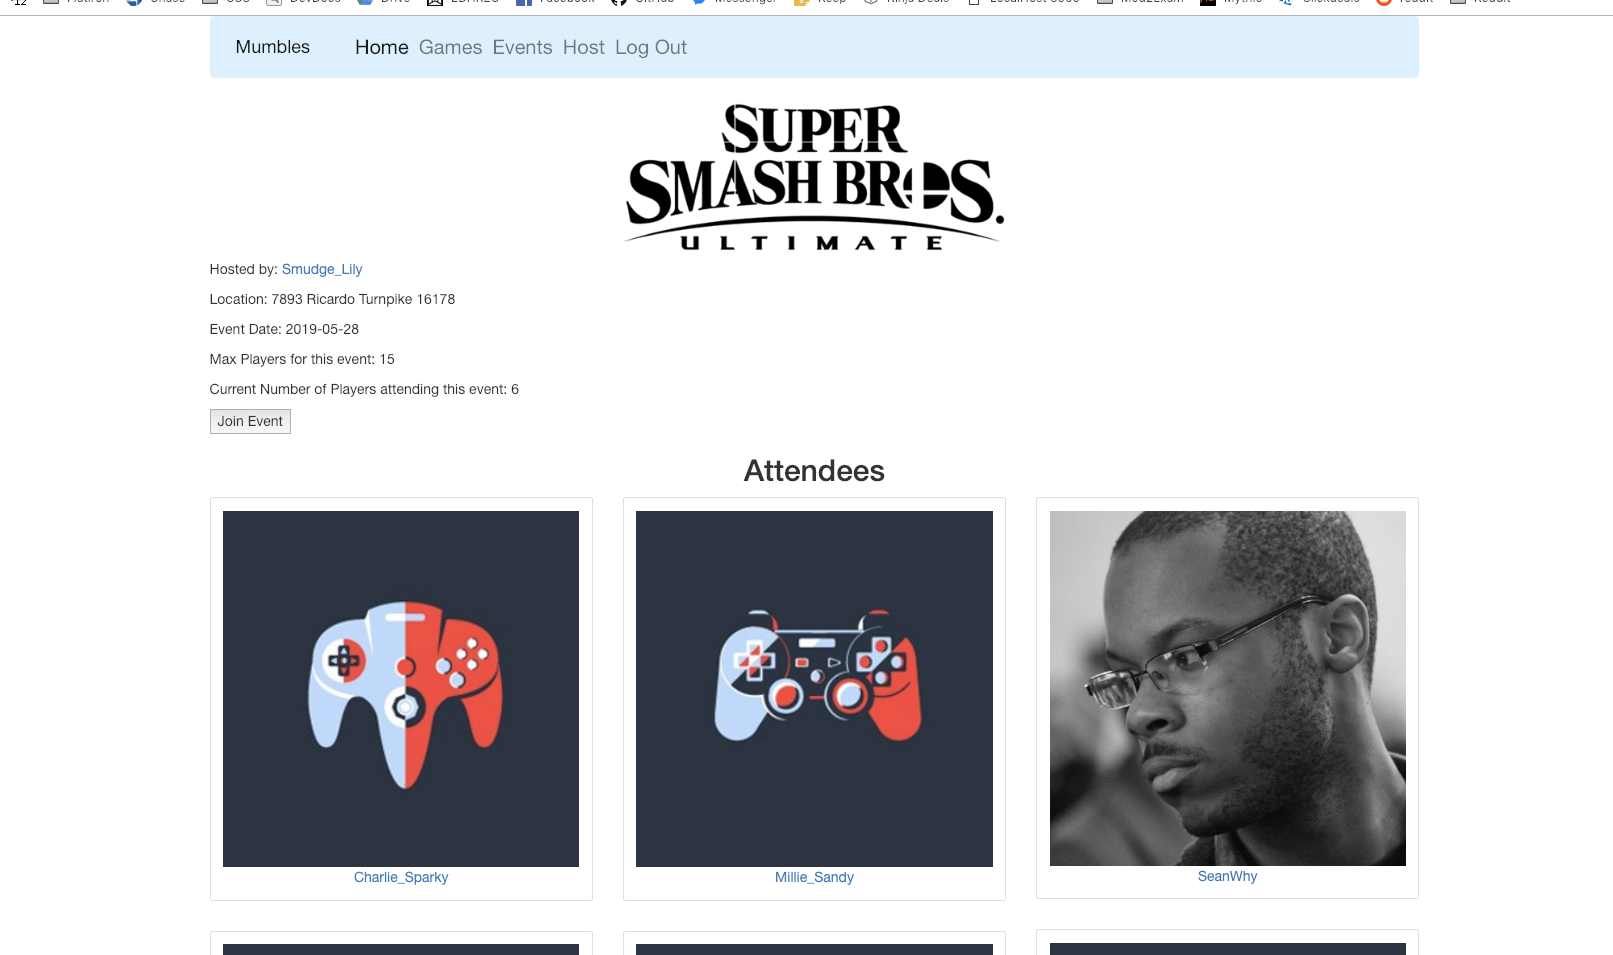 Mumbles Home Games Events Host Log Out
SUPER
SMASH BROS.
ULTIMATE
Hosted by: Smudge_Lily
Location: 7893 Ricardo Turnpike 16178
Event Date: 2019-05-28
Max Players for this event: 15
Current Number of Players attending this event: 6
Join Event
Attendees
Charlie_Sparky Millie_Sandy SeanWhy